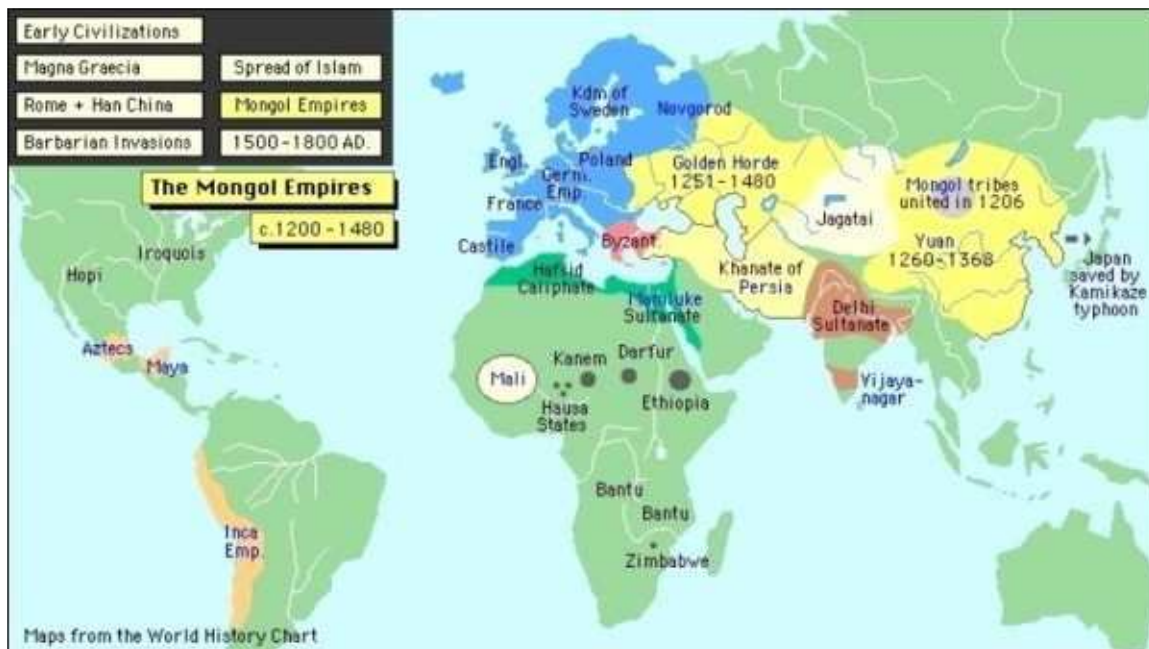 Early Civilizations
Magna Graecia
Spread of Islam
Rome + Han China
Mongol Empires
Barbarian Invasions
1500-1800 AD.
The Mongol Empires
c.1200-1480
Kdm of
Sweden
Novgorod
Engl.
Poland
Germ.
Emp.
France
Castile
Byzant.
Golden Horde
1251-1480
Jagatai
Mongol tribes
united in 1206
Yuan
1260-1368
Japan
saved by
Kamikaze
typhoon
Khanate of
Persia
Hafsid
Cariphate
Mamluke
Sultanate
Delhi
Sultanate
Vijaya-
nagar
Iroquois
Hopi
Aztecs
Maya
Mali
Kanem
Darfur
Hausa
States
Ethiopia
Bantu
Bantu
Zimbabwe
Inca
Emp.
Maps from the World History Chart